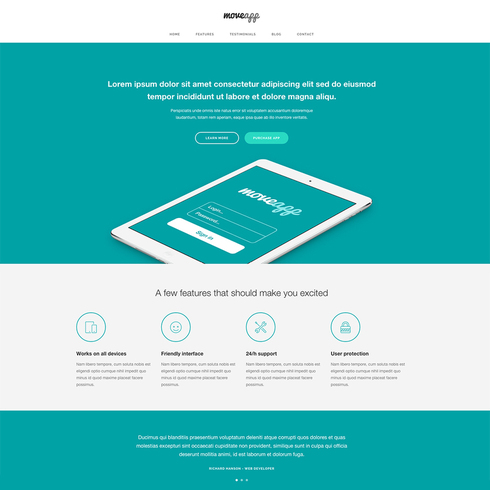 moveapp
HOME FEATURES TESTIMONIALS BLOG CONTACT
Lorem ipsum dolor sit amet consectetur adipiscing elit sed do eiusmod
tempor incididunt ut labore et dolore magna aliqu.
Perspiciatis unde omnis iste natus error sit voluptatem accusantium doloremque
laudantium, totam rem aperiam, eaque ipsa quae ab illo inventore veritatis.
LEARN MORE PURCHASE APP
moveapp
Login...
Password...
Sign in
A few features that should make you excited
Works on all devices
Nam libero tempore, cum soluta nobis est
eligendi optio cumque nihil impedit quo
minus id quod maxime placeat facere
possimus.
Friendly interface
Nam libero tempore, cum soluta nobis est
eligendi optio cumque nihil impedit quo
minus id quod maxime placeat facere
possimus.
24/h support
Nam libero tempore, cum soluta nobis est
eligendi optio cumque nihil impedit quo
minus id quod maxime placeat facere
possimus.
User protection
Nam libero tempore, cum soluta nobis est
eligendi optio cumque nihil impedit quo
minus id quod maxime placeat facere
possimus.
Ducimus qui blanditiis praesentium voluptatum deleniti atque corrupti quos dolores et quas
molestias excepturi sint occaecati cupiditate non provident, similique sunt in culpa qui officia
deserunt mollitia animi, id est laborum et dolorum fuga.